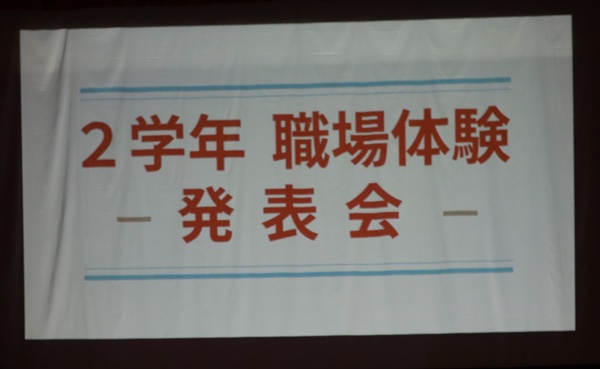 ２学年 職場体験
― 発表会 ―